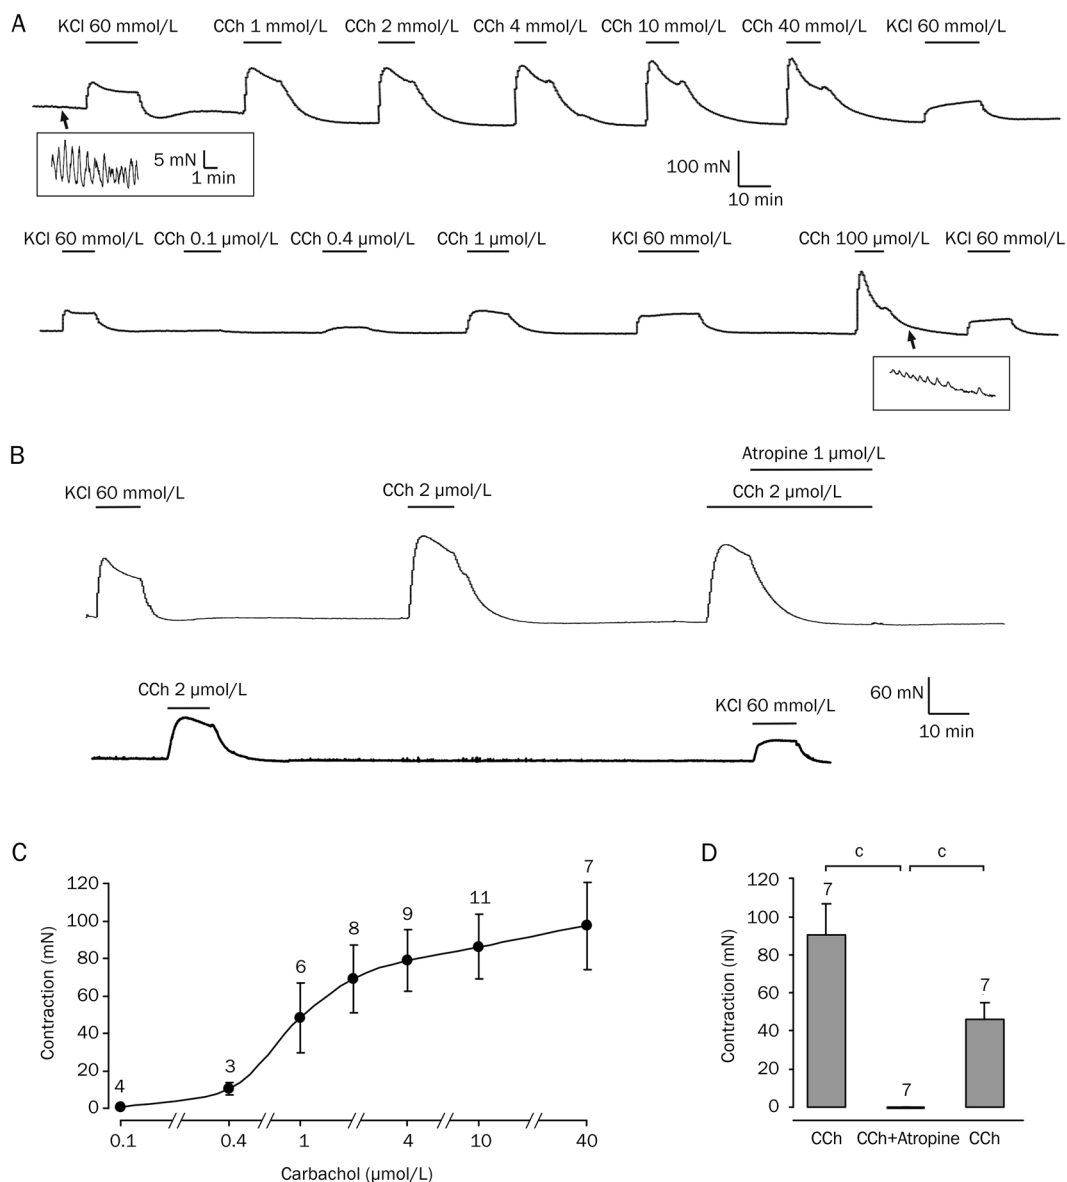 A
KCl 60 mmol/L CCh 1 mmol/L CCh 2 mmol/L CCh 4 mmol/L CCh 10 mmol/L CCh 40 mmol/L KCl 60 mmol/L
5 mN
1 min
100 mN
10 min
KCl 60 mmol/L CCh 0.1 µmol/L CCh 0.4 µmol/L CCh 1 µmol/L KCl 60 mmol/L CCh 100 µmol/L KCl 60 mmol/L
B
Atropine 1 µmol/L
KCl 60 mmol/L CCh 2 µmol/L CCh 2 µmol/L
CCh 2 µmol/L
KCl 60 mmol/L
60 mN
10 min
C
Contraction (mN)
120
100
80
60
40
20
0
4
3
6
8
9
11
7
0.1 0.4 1 4 10 40
Carbachol (µmol/L)
D
c c
Contraction (mN)
120
100
80
60
40
20
0
7
7
7
CCh CCh+Atropine CCh